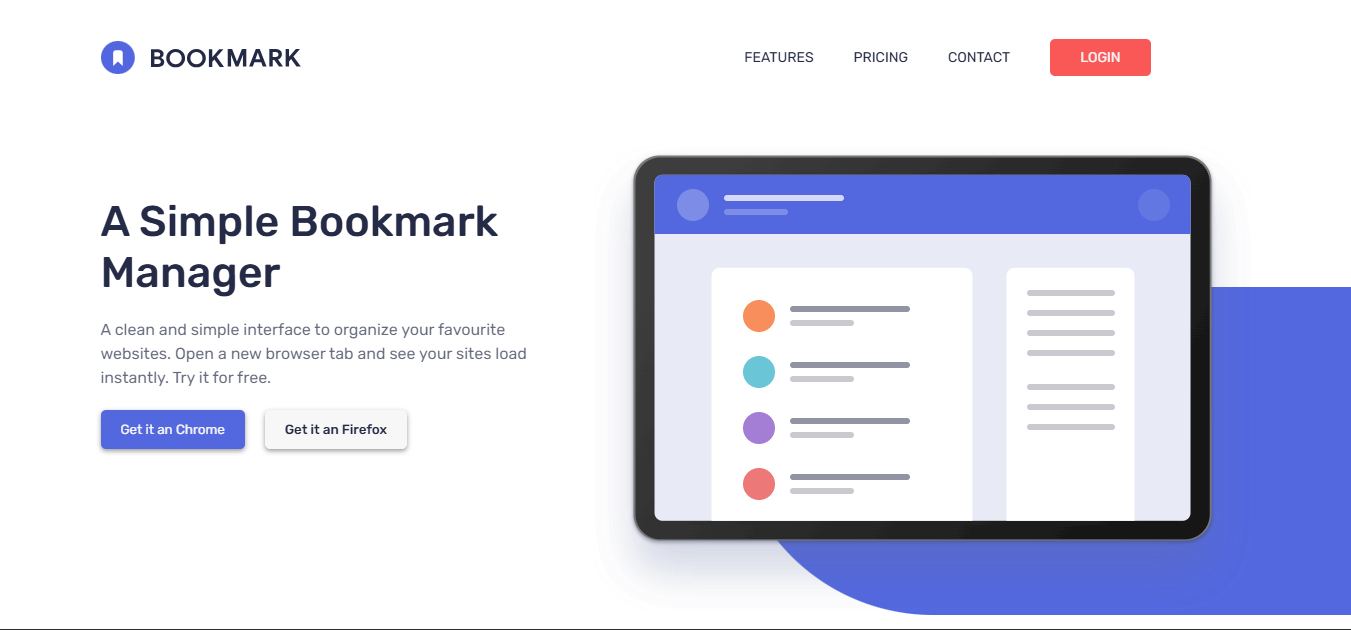 BOOKMARK
FEATURES PRICING CONTACT LOGIN
A Simple Bookmark
Manager
A clean and simple interface to organize your favourite
websites. Open a new browser tab and see your sites load
instantly. Try it for free.
Get it an Chrome Get it an Firefox